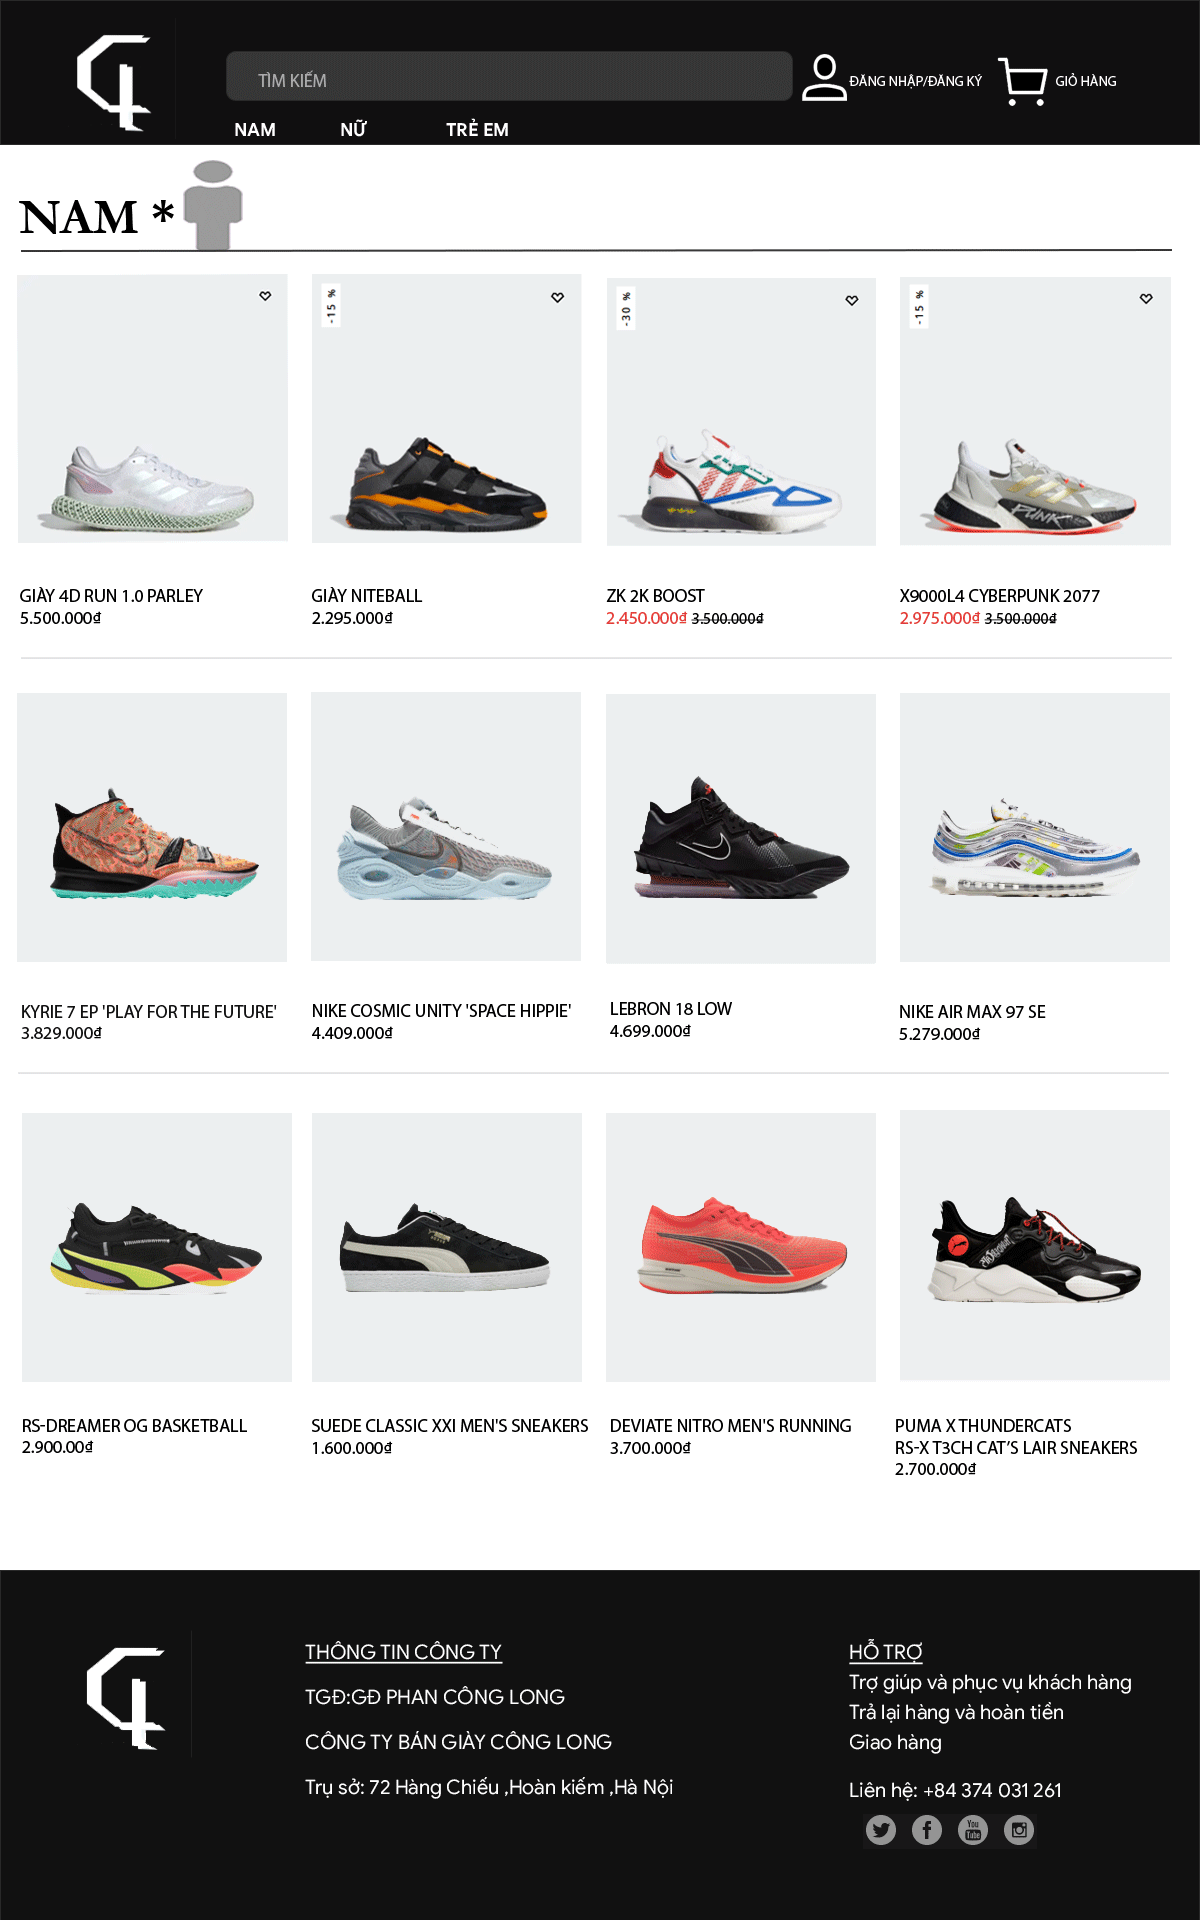 TÌM KIẾM
ĐĂNG NHẬP/ĐĂNG KÝ
GIỎ HÀNG
NAM NỮ TRẺ EM
NAM *
-15 %
-30 %
-15 %
GIÀY 4D RUN 1.0 PARLEY
5.500.000₫
GIÀY NITEBALL
2.295.000₫
ZK 2K BOOST
2.450.000₫ 3.500.000₫
X9000L4 CYBERPUNK 2077
2.975.000₫ 3.500.000₫
KYRIE 7 EP 'PLAY FOR THE FUTURE'
3.829.000₫
NIKE COSMIC UNITY 'SPACE HIPPIE'
4.409.000₫
LEBRON 18 LOW
4.699.000₫
NIKE AIR MAX 97 SE
5.279.000₫
RS-DREAMER OG BASKETBALL
2.900.00₫
SUEDE CLASSIC XXI MEN'S SNEAKERS
1.600.000₫
DEVIATE NITRO MEN'S RUNNING
3.700.000₫
PUMA X THUNDERCATS
RS-X T3CH CAT’S LAIR SNEAKERS
2.700.000₫
THÔNG TIN CÔNG TY
TGĐ:GĐ PHAN CÔNG LONG
CÔNG TY BÁN GIÀY CÔNG LONG
Trụ sở: 72 Hàng Chiếu ,Hoàn kiếm ,Hà Nội
HỖ TRỢ
Trợ giúp và phục vụ khách hàng
Trả lại hàng và hoàn tiền
Giao hàng
Liên hệ: +84 374 031 261
You
Tube